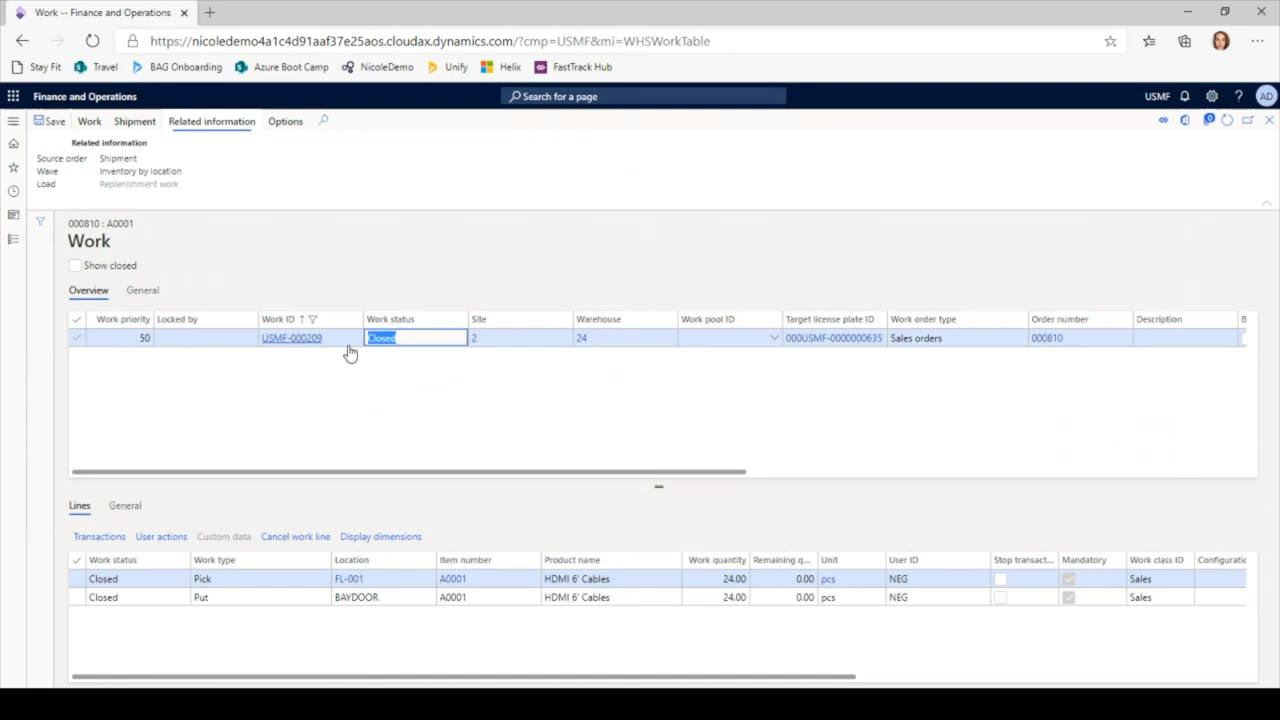 Work -- Finance and Operations
https://nicoledemo4a1c4d91aaf37e25aos.cloudax.dynamics.com/?cmp=USMF&mi=WHSWorkTable
Stay Fit Travel BAG Onboarding Azure Boot Camp NicoleDemo Unify Helix FastTrack Hub
Finance and Operations Search for a page USMF ? AD
Save Work Shipment Related information Options 0
Related information
Source order Shipment
Wave Inventory by location
Load Replenishment work
000810 : A0001
Work
Show closed
Overview General
Work priority Locked by Work ID ↑ Work status Site Warehouse Work pool ID Target license plate ID Work order type Order number Description B
50 USMF-000209 Closed 2 24 000USMF-0000000635 Sales orders 000810
Lines General
Transactions User actions Custom data Cancel work line Display dimensions
Work status Work type Location Item number Product name Work quantity Remaining q... Unit User ID Stop transact... Mandatory Work class ID Configuratic
Closed Pick FL-001 A0001 HDMI 6' Cables 24.00 0.00 pcs NEG Sales
Closed Put BAYDOOR A0001 HDMI 6' Cables 24.00 0.00 pcs NEG Sales